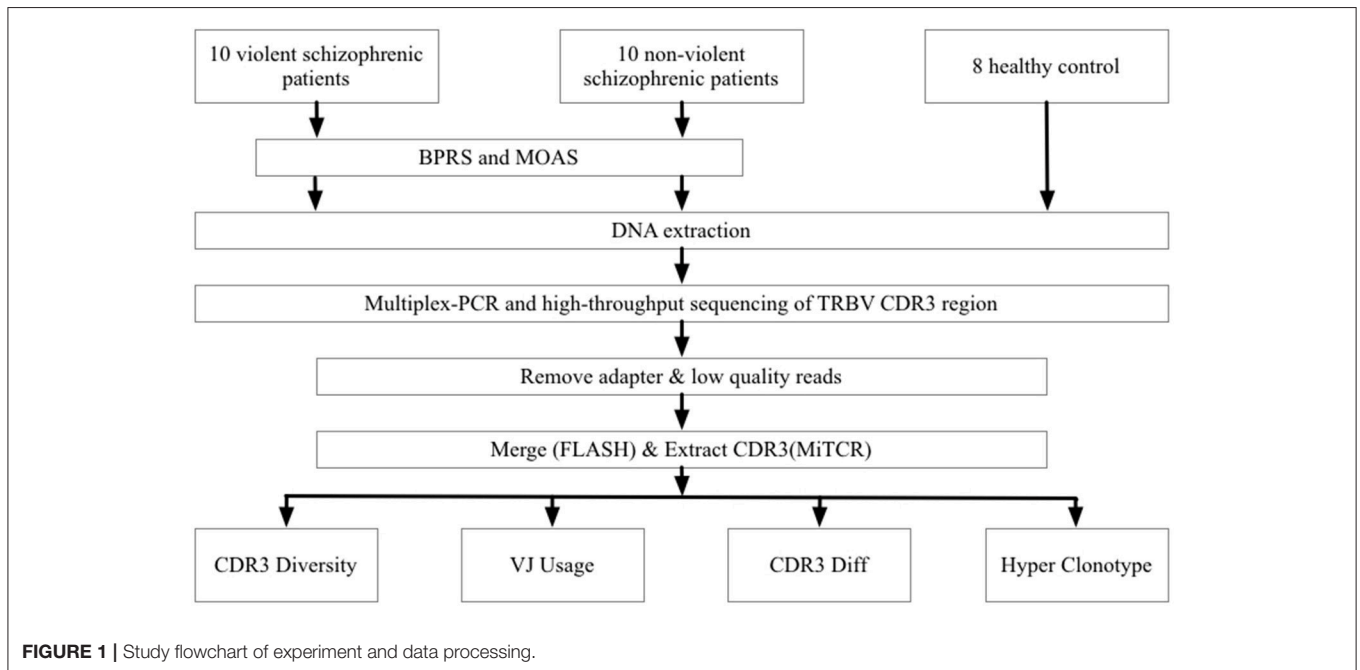 10 violent schizophrenic
patients
10 non-violent
schizophrenic patients
8 healthy control
BPRS and MOAS
DNA extraction
Multiplex-PCR and high-throughput sequencing of TRBV CDR3 region
Remove adapter & low quality reads
Merge (FLASH) & Extract CDR3(MiTCR)
CDR3 Diversity
VJ Usage
CDR3 Diff
Hyper Clonotype
FIGURE 1 | Study flowchart of experiment and data processing.